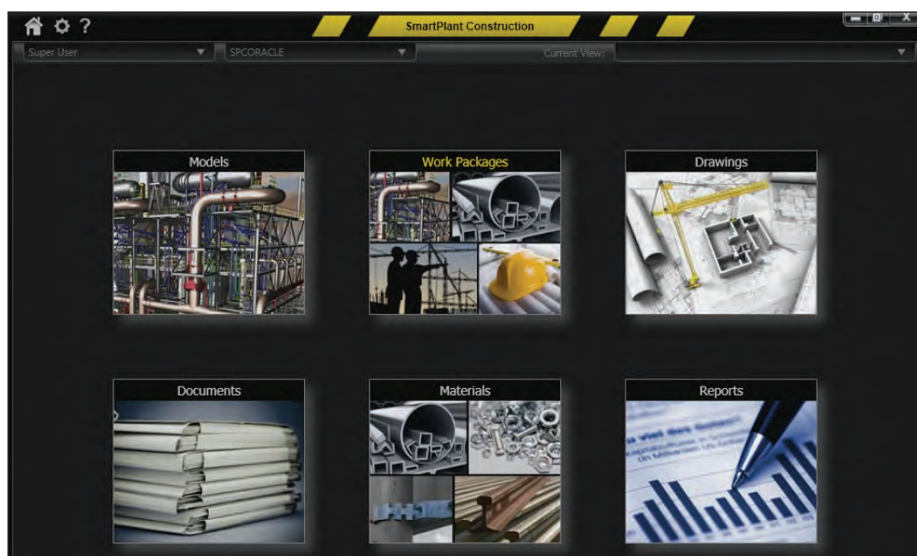 ?
SmartPlant Construction
X
Super User
SPCORACLE
Current View:
Models
Work Packages
Drawings
Documents
Materials
Reports